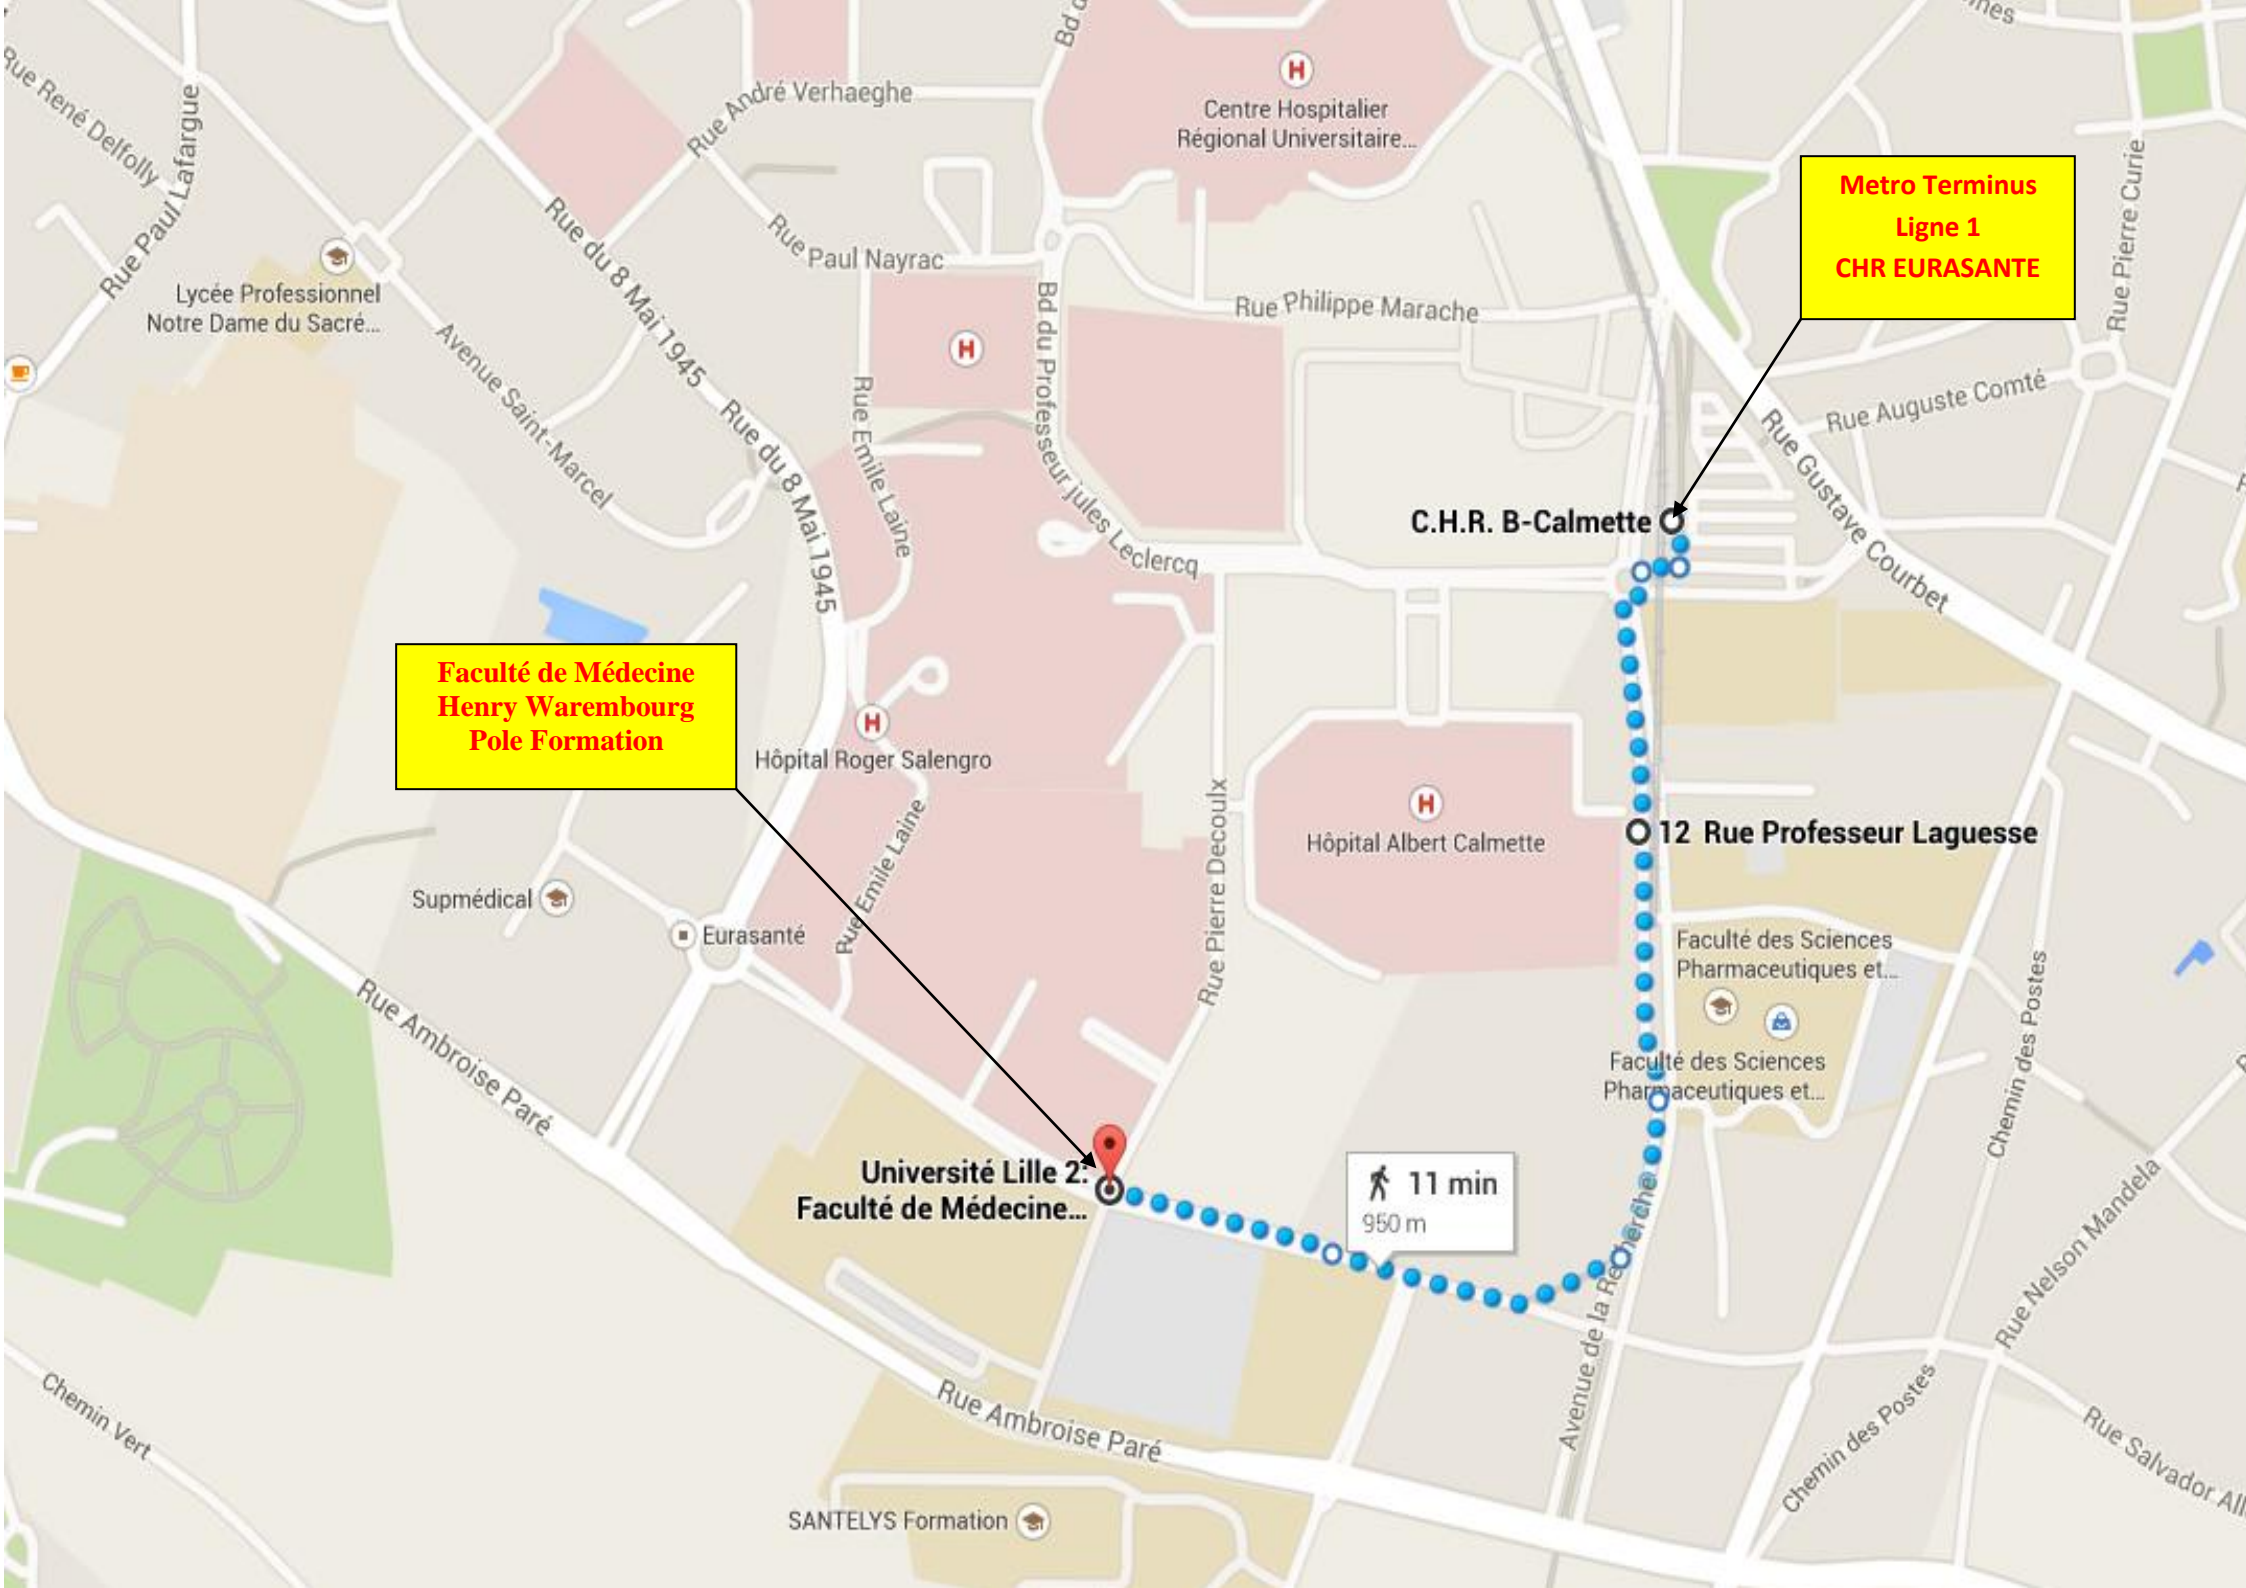 Bd d
nes
Rue René Delfolly
Rue Paul Lafargue
Rue André Verhaeghe
H
Centre Hospitalier
Régional Universitaire...
Metro Terminus
Ligne 1
CHR EURASANTE
Rue Pierre Curie
Rue du 8 Mai 1945
Rue Paul Nayrac
Lycée Professionnel
Notre Dame du Sacré...
Rue Philippe Marache
Bd du Professeur jules Leclercq
H
Avenue Saint-Marcel
Rue Emile Laine
Rue du 8 Mai 1945
Rue Auguste Comté
Rue Gustave Courbet
C.H.R. B-Calmette
Faculté de Médecine
Henry Warembourg
Pole Formation
H
Hôpital Roger Salengro
Rue Pierre Decoulx
H
Hôpital Albert Calmette
12 Rue Professeur Laguesse
Rue Emile Laine
Supmédical
Eurasanté
Faculté des Sciences
Pharmaceutiques et...
Chemin des Postes
Rue Ambroise Paré
Faculté des Sciences
Pharmaceutiques et...
Université Lille 2:
Faculté de Médecine...
11 min
950 m
Avenue de la Recherche
Rue Nelson Mandela
Chemin Vert
Rue Ambroise Paré
Chemin des Postes
Rue Salvador All
SANTELYS Formation